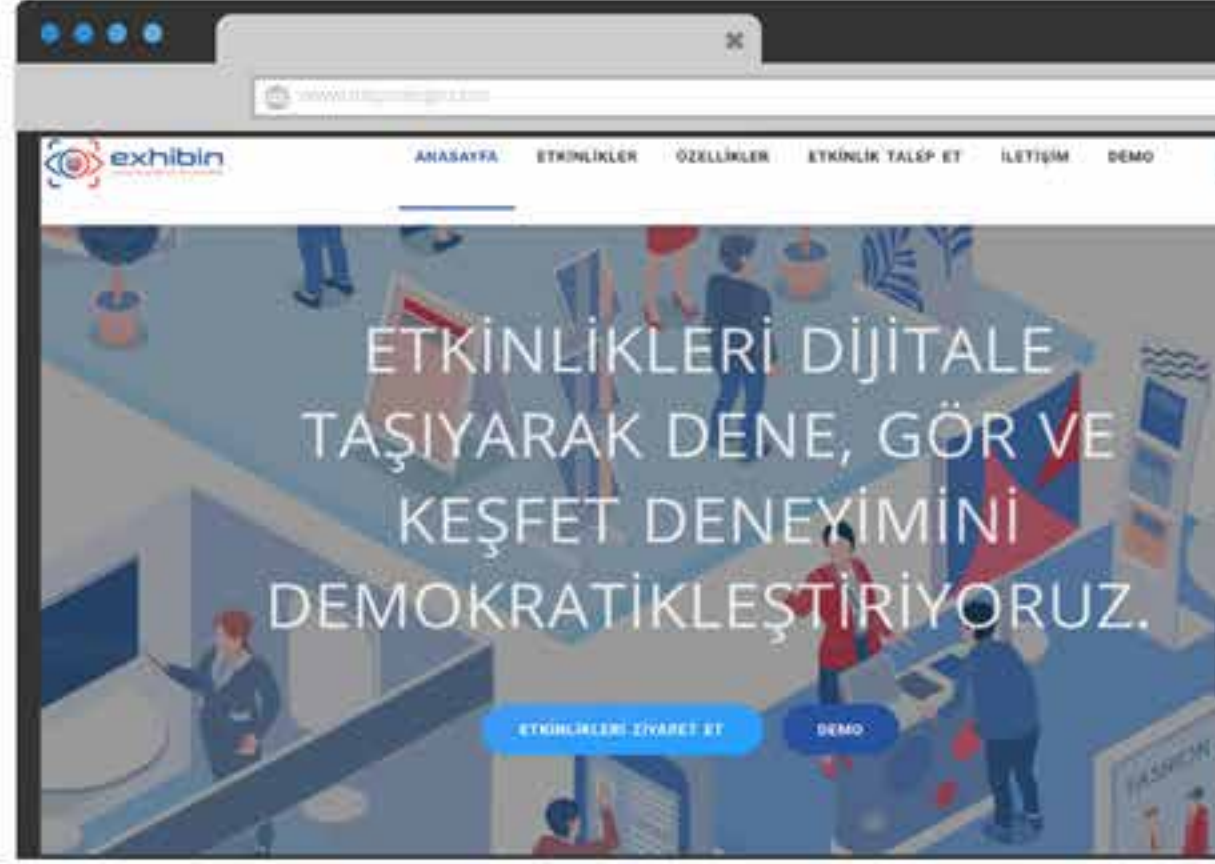 exhibin
ANASAYFA ETKİNLİKLER ÖZELLİKLER ETKİNLİK TALEP ET İLETİŞİM DEMO
ETKİNLİKLERİ DİJİTALE
TAŞIYARAK DENE, GÖR VE
KEŞFET DENEYİMİNİ
DEMOKRATİKLEŞTİRİYORUZ.
ETKİNLİKLERİ ZİYARET ET DEMO
FASHION